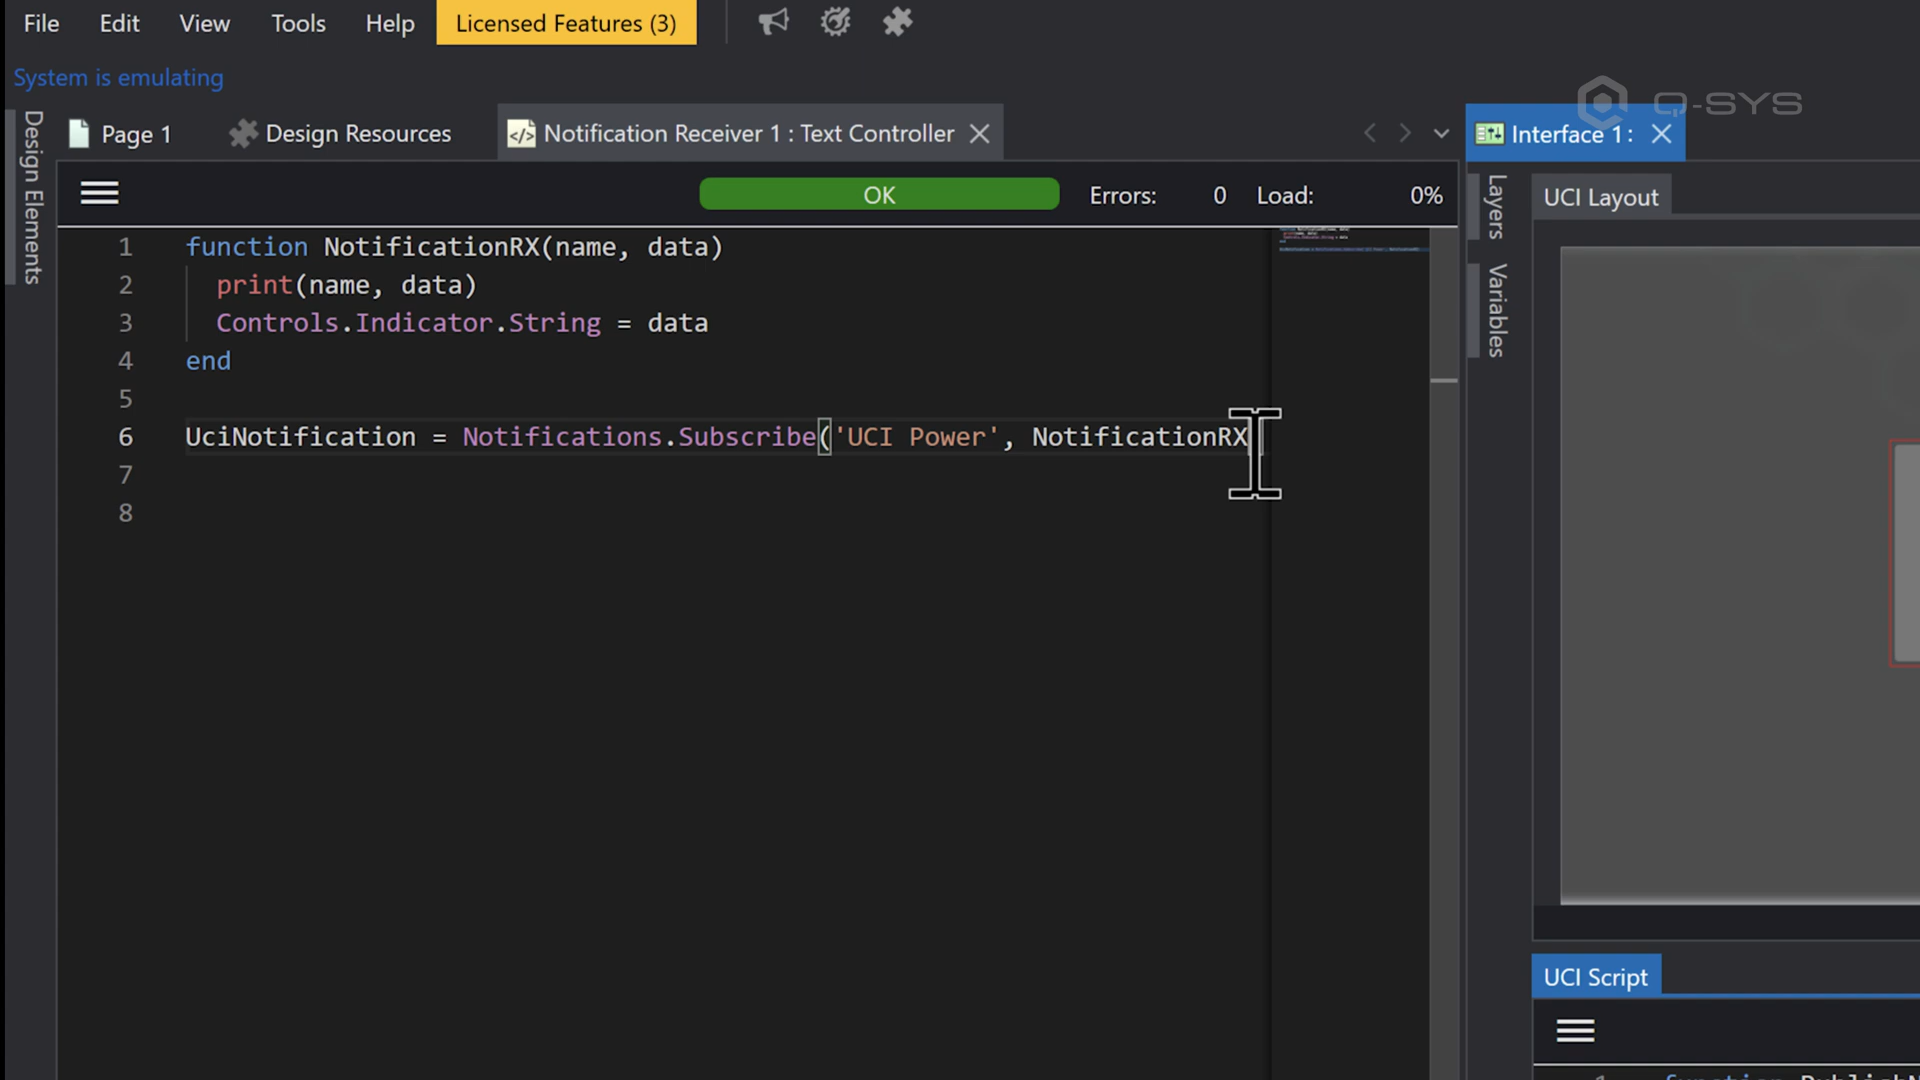 File Edit View Tools Help Licensed Features (3)
System is emulating
Q-SYS
Page 1 Design Resources Notification Receiver 1 : Text Controller
Interface 1 :
Design Elements
OK Errors: 0 Load: 0%
Layers
Variables
UCI Layout
1 function NotificationRX(name, data)
2 print(name, data)
3 Controls.Indicator.String = data
4 end
5
6 UciNotification = Notifications.Subscribe('UCI Power', NotificationRX
7
8
UCI Script